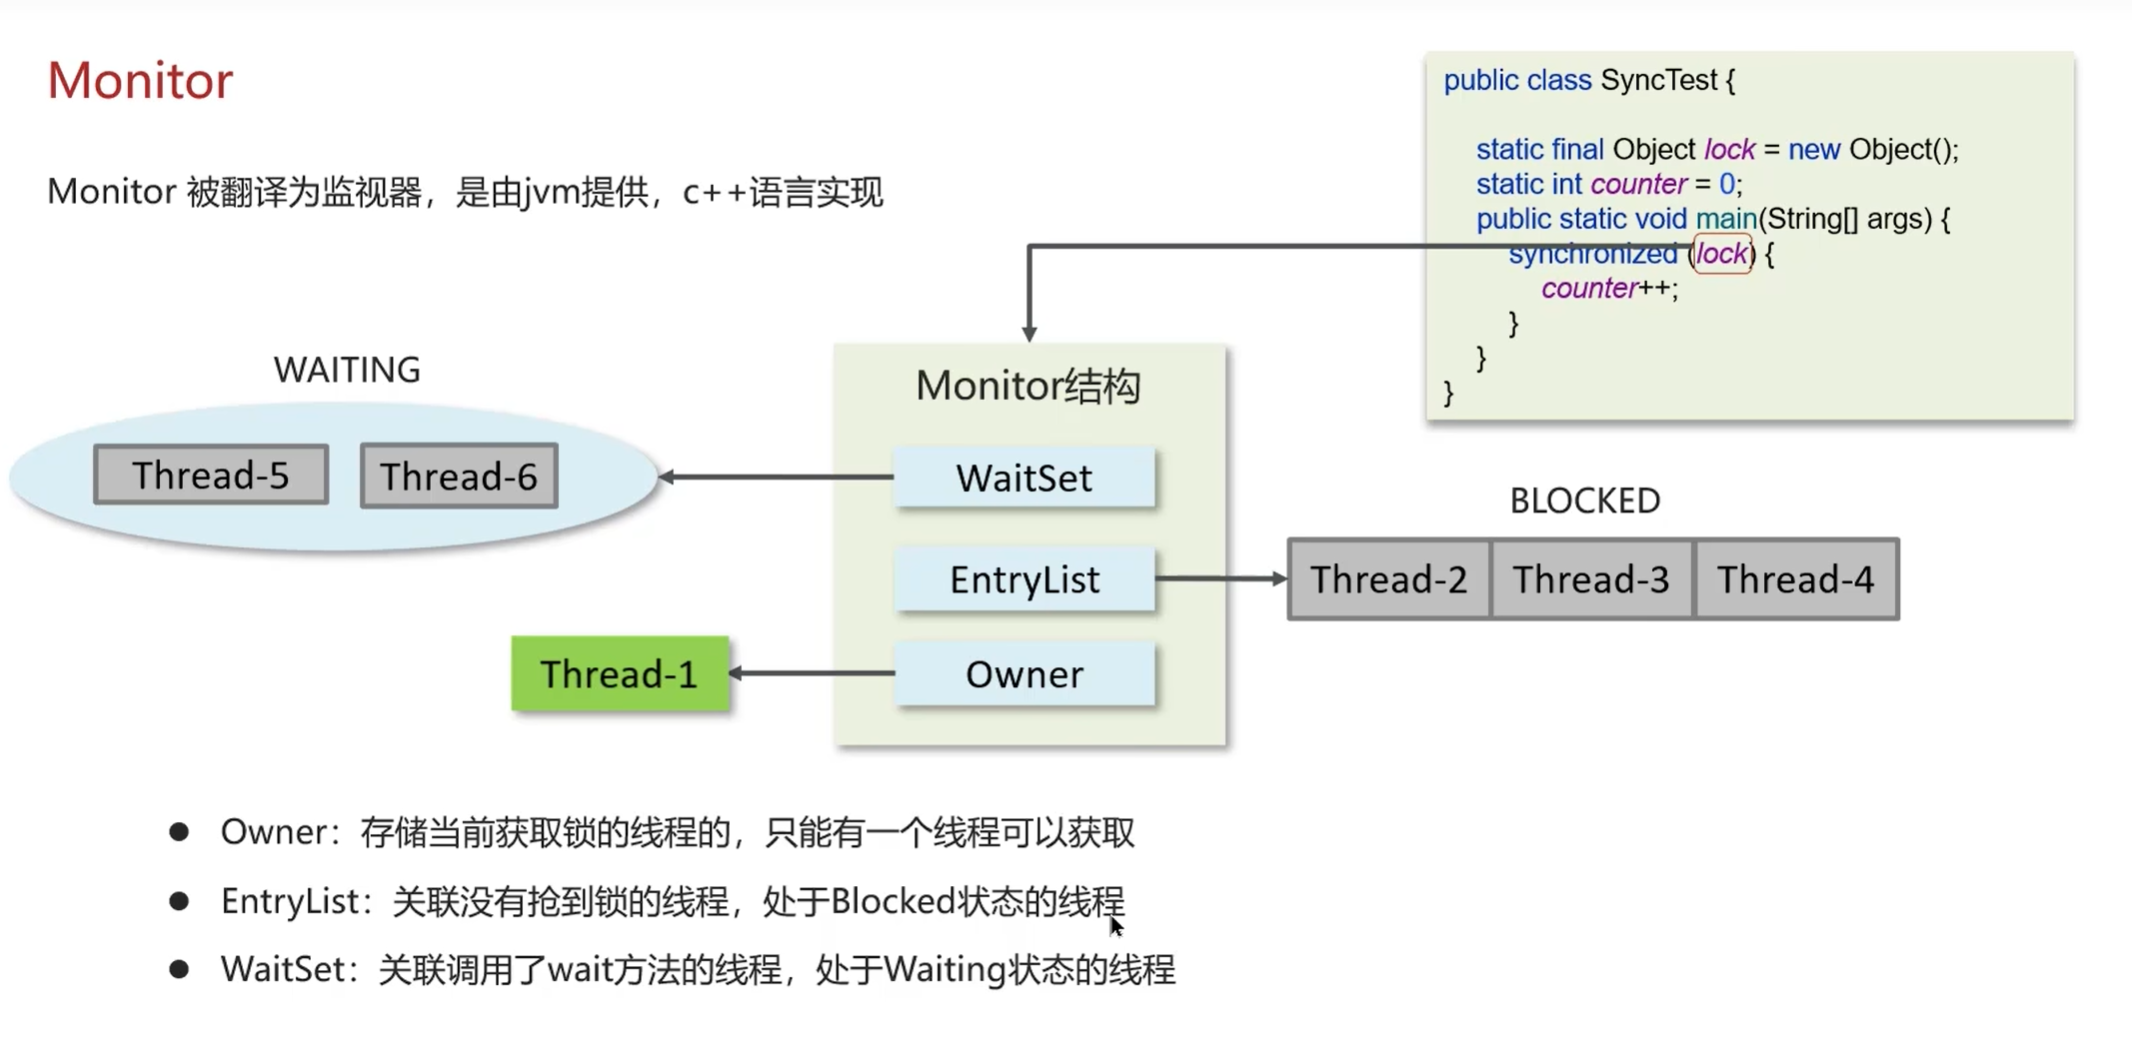 Monitor
Monitor 被翻译为监视器，是由jvm提供，c++语言实现
public class SyncTest {
static final Object lock = new Object();
static int counter = 0;
public static void main(String[] args) {
synchronized (lock) {
counter++;
}
}
}
WAITING
Thread-5
Thread-6
Monitor结构
WaitSet
EntryList
Owner
BLOCKED
Thread-2
Thread-3
Thread-4
Thread-1
● Owner：存储当前获取锁的线程的，只能有一个线程可以获取
● EntryList：关联没有抢到锁的线程，处于Blocked状态的线程
● WaitSet：关联调用了wait方法的线程，处于Waiting状态的线程